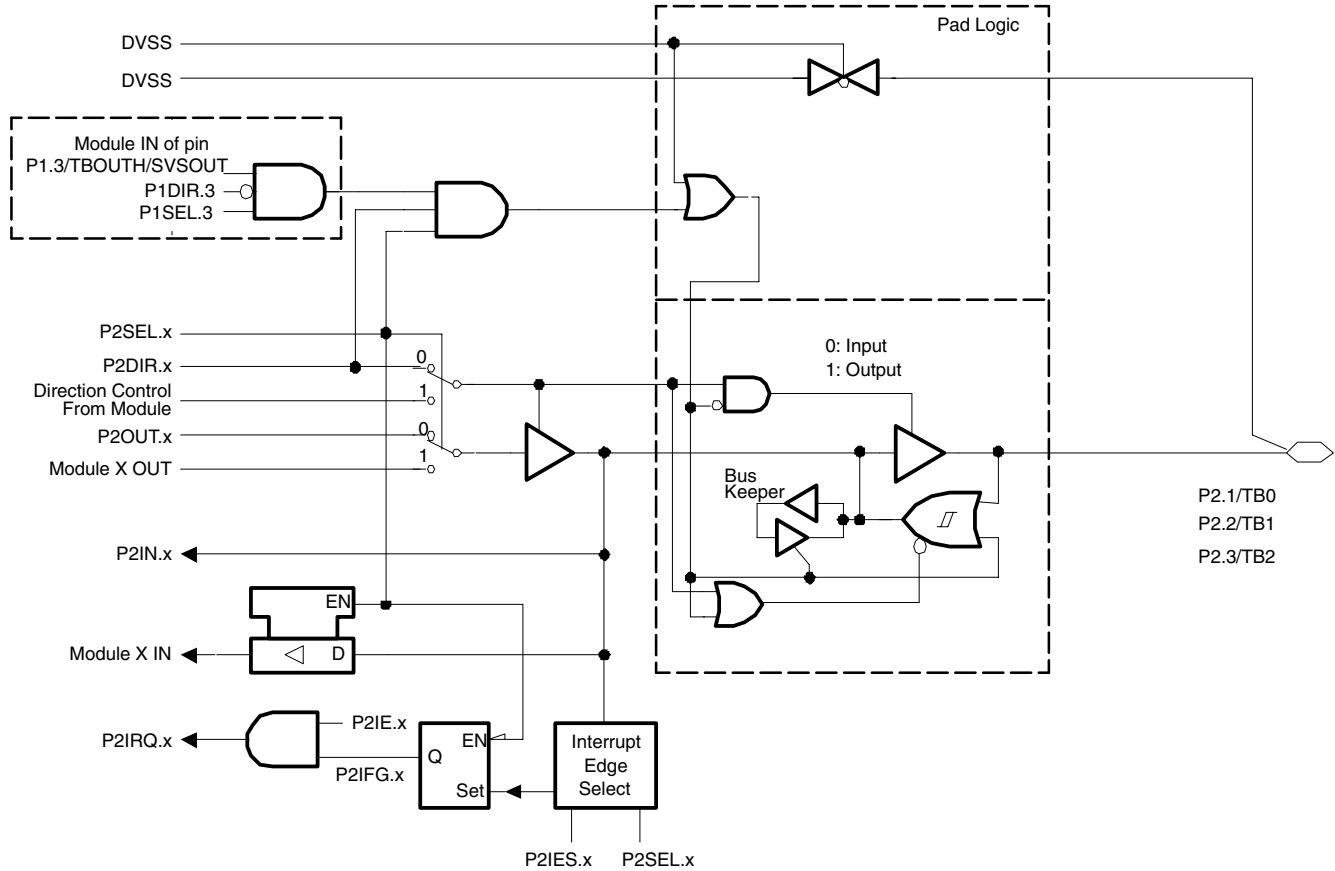 Pad Logic
DVSS
DVSS
Module IN of pin
P1.3/TBOUTH/SVSOUT
P1DIR.3
P1SEL.3
P2SEL.x
P2DIR.x
0
Direction Control
From Module
1
P2OUT.x
0
Module X OUT
1
0: Input
1: Output
Bus
Keeper
P2.1/TB0
P2.2/TB1
P2.3/TB2
P2IN.x
EN
Module X IN
D
P2IRQ.x
P2IE.x
P2IFG.x
EN
Q
Set
Interrupt
Edge
Select
P2IES.x
P2SEL.x